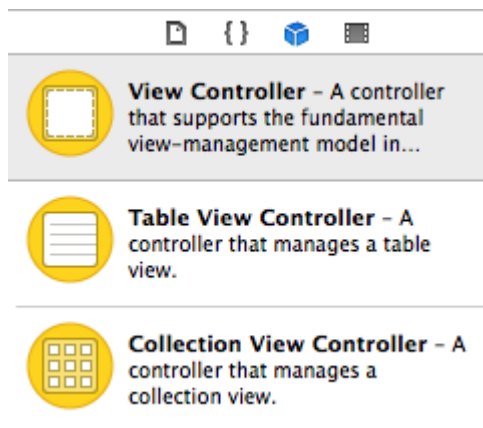 { }
View Controller – A controller
that supports the fundamental
view-management model in...
Table View Controller – A
controller that manages a table
view.
Collection View Controller – A
controller that manages a
collection view.